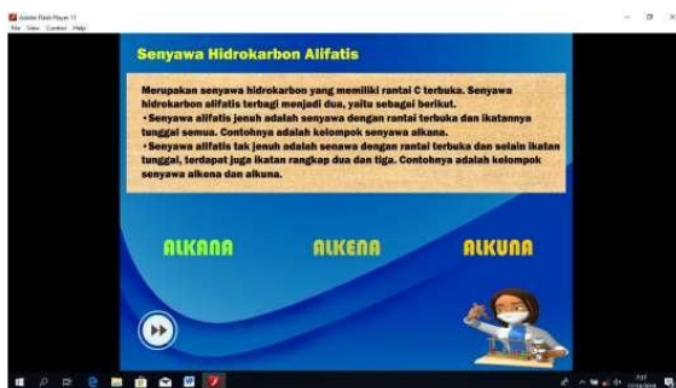 Adobe Flash Player 11
File View Control Help
Senyawa Hidrokarbon Alifatis
Merupakan senyawa hidrokarbon yang memiliki rantai C terbuka. Senyawa
hidrokarbon alifatis terbagi menjadi dua, yaitu sebagai berikut.
•Senyawa alifatis jenuh adalah senyawa dengan rantai terbuka dan ikatannya
tunggal semua. Contohnya adalah kelompok senyawa alkana.
•Senyawa alifatis tak jenuh adalah senawa dengan rantai terbuka dan selain ikatan
tunggal, terdapat juga ikatan rangkap dua dan tiga. Contohnya adalah kelompok
senyawa alkena dan alkuna.
ALKANA ALKENA ALKUNA
7:37